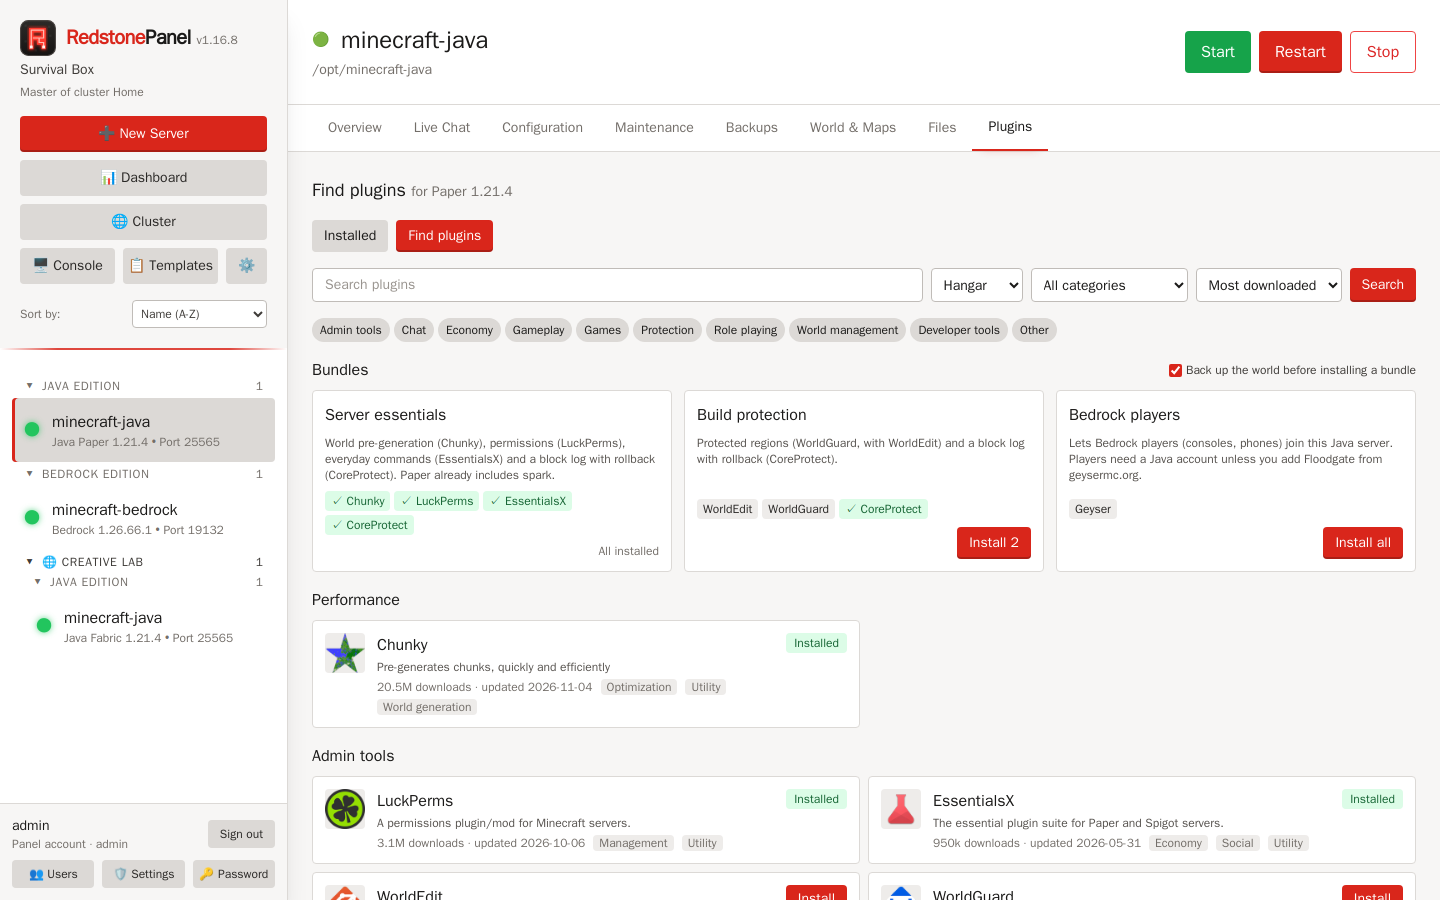 RedstonePanel v1.16.8
Survival Box
Master of cluster Home
➕ New Server
📊 Dashboard
🌐 Cluster
🖥️ Console
📋 Templates
⚙️
Sort by:
Name (A-Z)
▼ JAVA EDITION 1
minecraft-java
Java Paper 1.21.4 • Port 25565
▼ BEDROCK EDITION 1
minecraft-bedrock
Bedrock 1.26.66.1 • Port 19132
▼ 🌐 CREATIVE LAB 1
▼ JAVA EDITION 1
minecraft-java
Java Fabric 1.21.4 • Port 25565
admin
Panel account · admin
Sign out
👥 Users
🛡️ Settings
🔑 Password
minecraft-java
/opt/minecraft-java
Start
Restart
Stop
Overview
Live Chat
Configuration
Maintenance
Backups
World & Maps
Files
Plugins
Find plugins for Paper 1.21.4
Installed
Find plugins
Search plugins
Hangar
All categories
Most downloaded
Search
Admin tools
Chat
Economy
Gameplay
Games
Protection
Role playing
World management
Developer tools
Other
Bundles
Back up the world before installing a bundle
Server essentials
World pre-generation (Chunky), permissions (LuckPerms),
everyday commands (EssentialsX) and a block log with rollback
(CoreProtect). Paper already includes spark.
✓ Chunky
✓ LuckPerms
✓ EssentialsX
✓ CoreProtect
All installed
Build protection
Protected regions (WorldGuard, with WorldEdit) and a block log
with rollback (CoreProtect).
WorldEdit
WorldGuard
✓ CoreProtect
Install 2
Bedrock players
Lets Bedrock players (consoles, phones) join this Java server.
Players need a Java account unless you add Floodgate from
geysermc.org.
Geyser
Install all
Performance
Chunky
Installed
Pre-generates chunks, quickly and efficiently
20.5M downloads · updated 2026-11-04
Optimization
Utility
World generation
Admin tools
LuckPerms
Installed
A permissions plugin/mod for Minecraft servers.
3.1M downloads · updated 2026-10-06
Management
Utility
EssentialsX
Installed
The essential plugin suite for Paper and Spigot servers.
950k downloads · updated 2026-05-31
Economy
Social
Utility
WorldEdit
Install
WorldGuard
Install